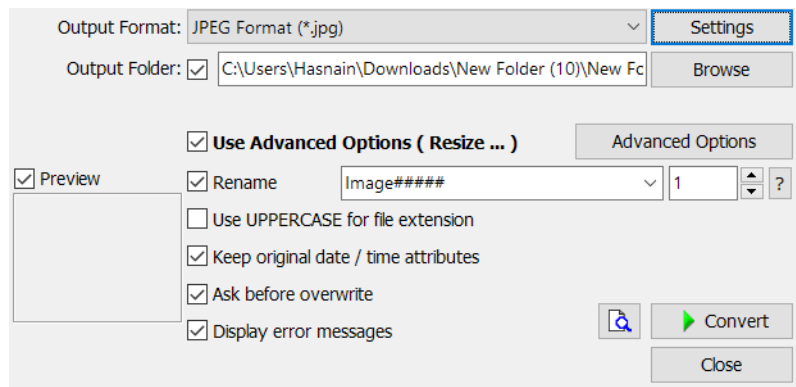 Output Format: JPEG Format (*.jpg) Settings
Output Folder: C:\Users\Hasnain\Downloads\New Folder (10)\New Fc Browse
Use Advanced Options ( Resize ... ) Advanced Options
Preview Rename Image##### 1 ?
Use UPPERCASE for file extension
Keep original date / time attributes
Ask before overwrite
Display error messages Convert
Close